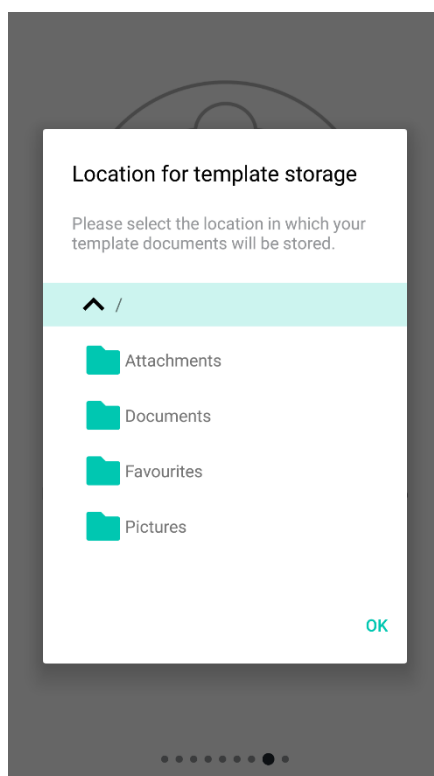 Location for template storage
Please select the location in which your
template documents will be stored.
/
Attachments
Documents
Favourites
Pictures
OK